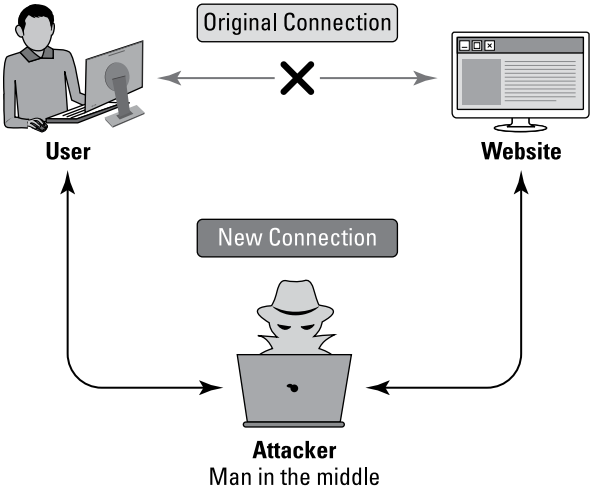 Original Connection
User
Website
New Connection
Attacker
Man in the middle